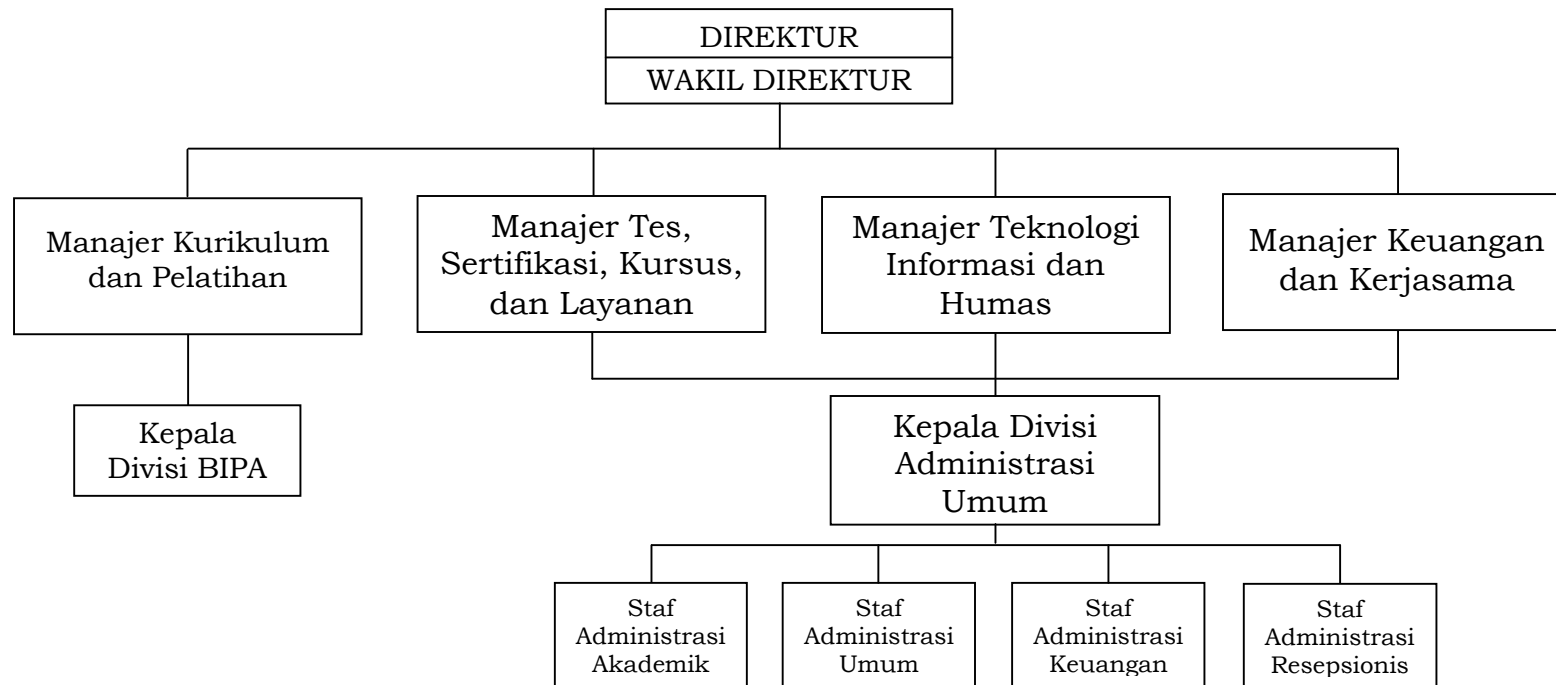 DIREKTUR
WAKIL DIREKTUR
Manajer Kurikulum
dan Pelatihan
Manajer Tes,
Sertifikasi, Kursus,
dan Layanan
Manajer Teknologi
Informasi dan
Humas
Manajer Keuangan
dan Kerjasama
Kepala
Divisi BIPA
Kepala Divisi
Administrasi
Umum
Staf
Administrasi
Akademik
Staf
Administrasi
Umum
Staf
Administrasi
Keuangan
Staf
Administrasi
Resepsionis